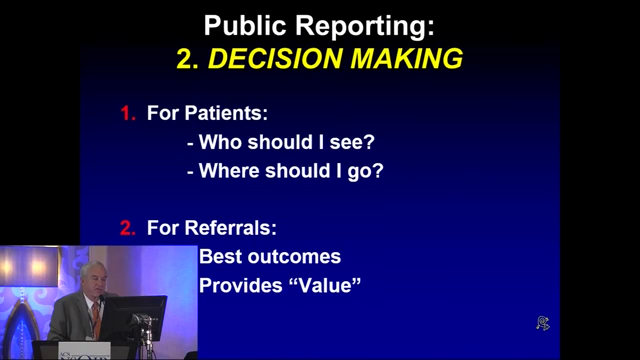 Public Reporting:
2. DECISION MAKING
1. For Patients:
- Who should I see?
- Where should I go?
2. For Referrals:
Best outcomes
Provides “Value”
ACS